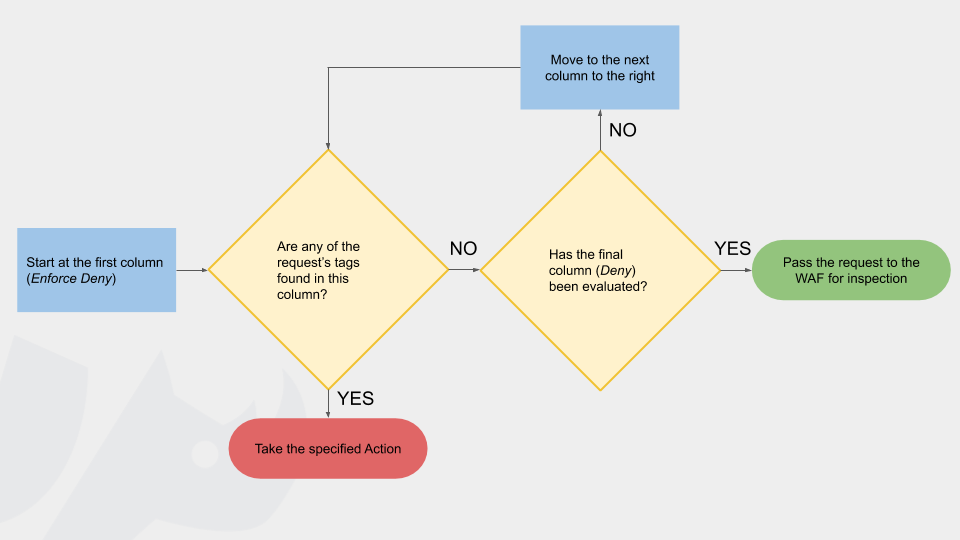 Move to the next
column to the right
NO
Start at the first column
(Enforce Deny)
Are any of the
request's tags
found in this
column?
NO
Has the final
column (Deny)
been evaluated?
YES
Pass the request to the
WAF for inspection
YES
Take the specified Action